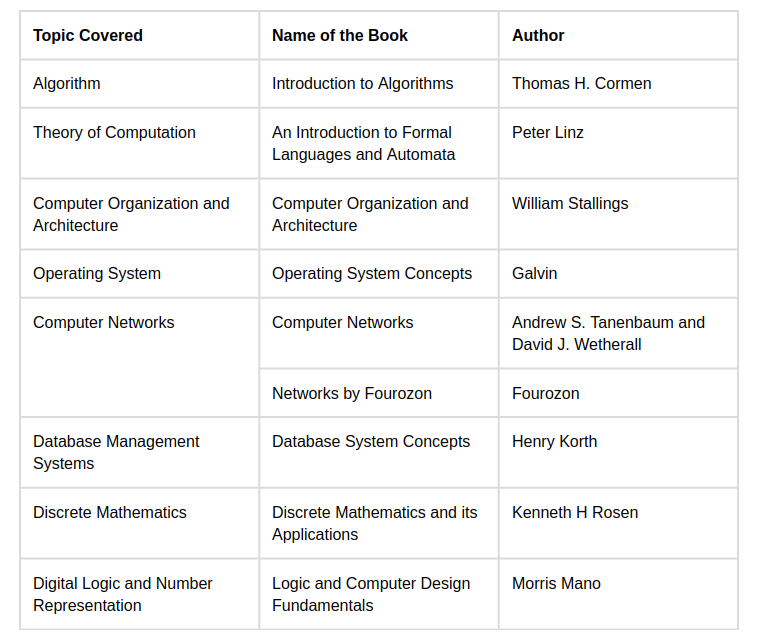 Topic Covered
Name of the Book
Author
Algorithm
Introduction to Algorithms
Thomas H. Cormen
Theory of Computation
An Introduction to Formal
Languages and Automata
Peter Linz
Computer Organization and
Architecture
Computer Organization and
Architecture
William Stallings
Operating System
Operating System Concepts
Galvin
Computer Networks
Computer Networks
Andrew S. Tanenbaum and
David J. Wetherall
Networks by Fourozon
Fourozon
Database Management
Systems
Database System Concepts
Henry Korth
Discrete Mathematics
Discrete Mathematics and its
Applications
Kenneth H Rosen
Digital Logic and Number
Representation
Logic and Computer Design
Fundamentals
Morris Mano